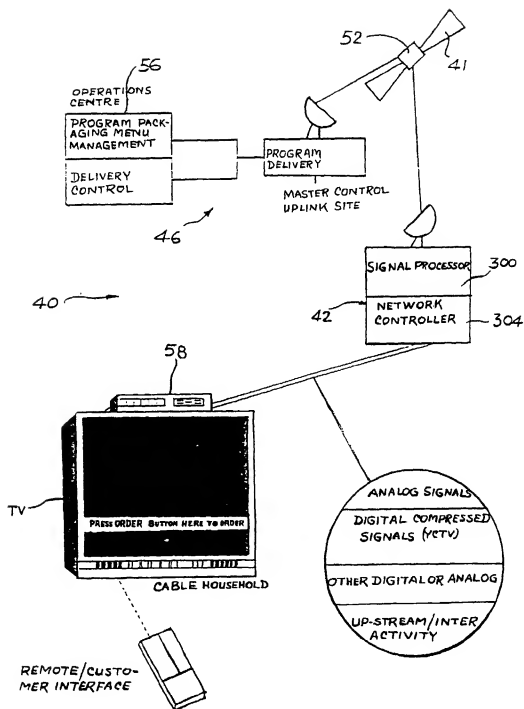 52
41
56
OPERATIONS
CENTRE
PROGRAM PACK-
AGING MENU
MANAGEMENT
DELIVERY
CONTROL
PROGRAM
DELIVERY
MASTER CONTROL
UPLINK SITE
46
40
SIGNAL PROCESSOR
300
42
NETWORK
CONTROLLER
304
58
TV
PRESS ORDER BUTTON HERE TO ORDER
CABLE HOUSEHOLD
ANALOG SIGNALS
DIGITAL COMPRESSED
SIGNALS (YCTV)
OTHER DIGITAL OR ANALOG
UP-STREAM/INTER
ACTIVITY
REMOTE/CUSTO-
MER INTERFACE